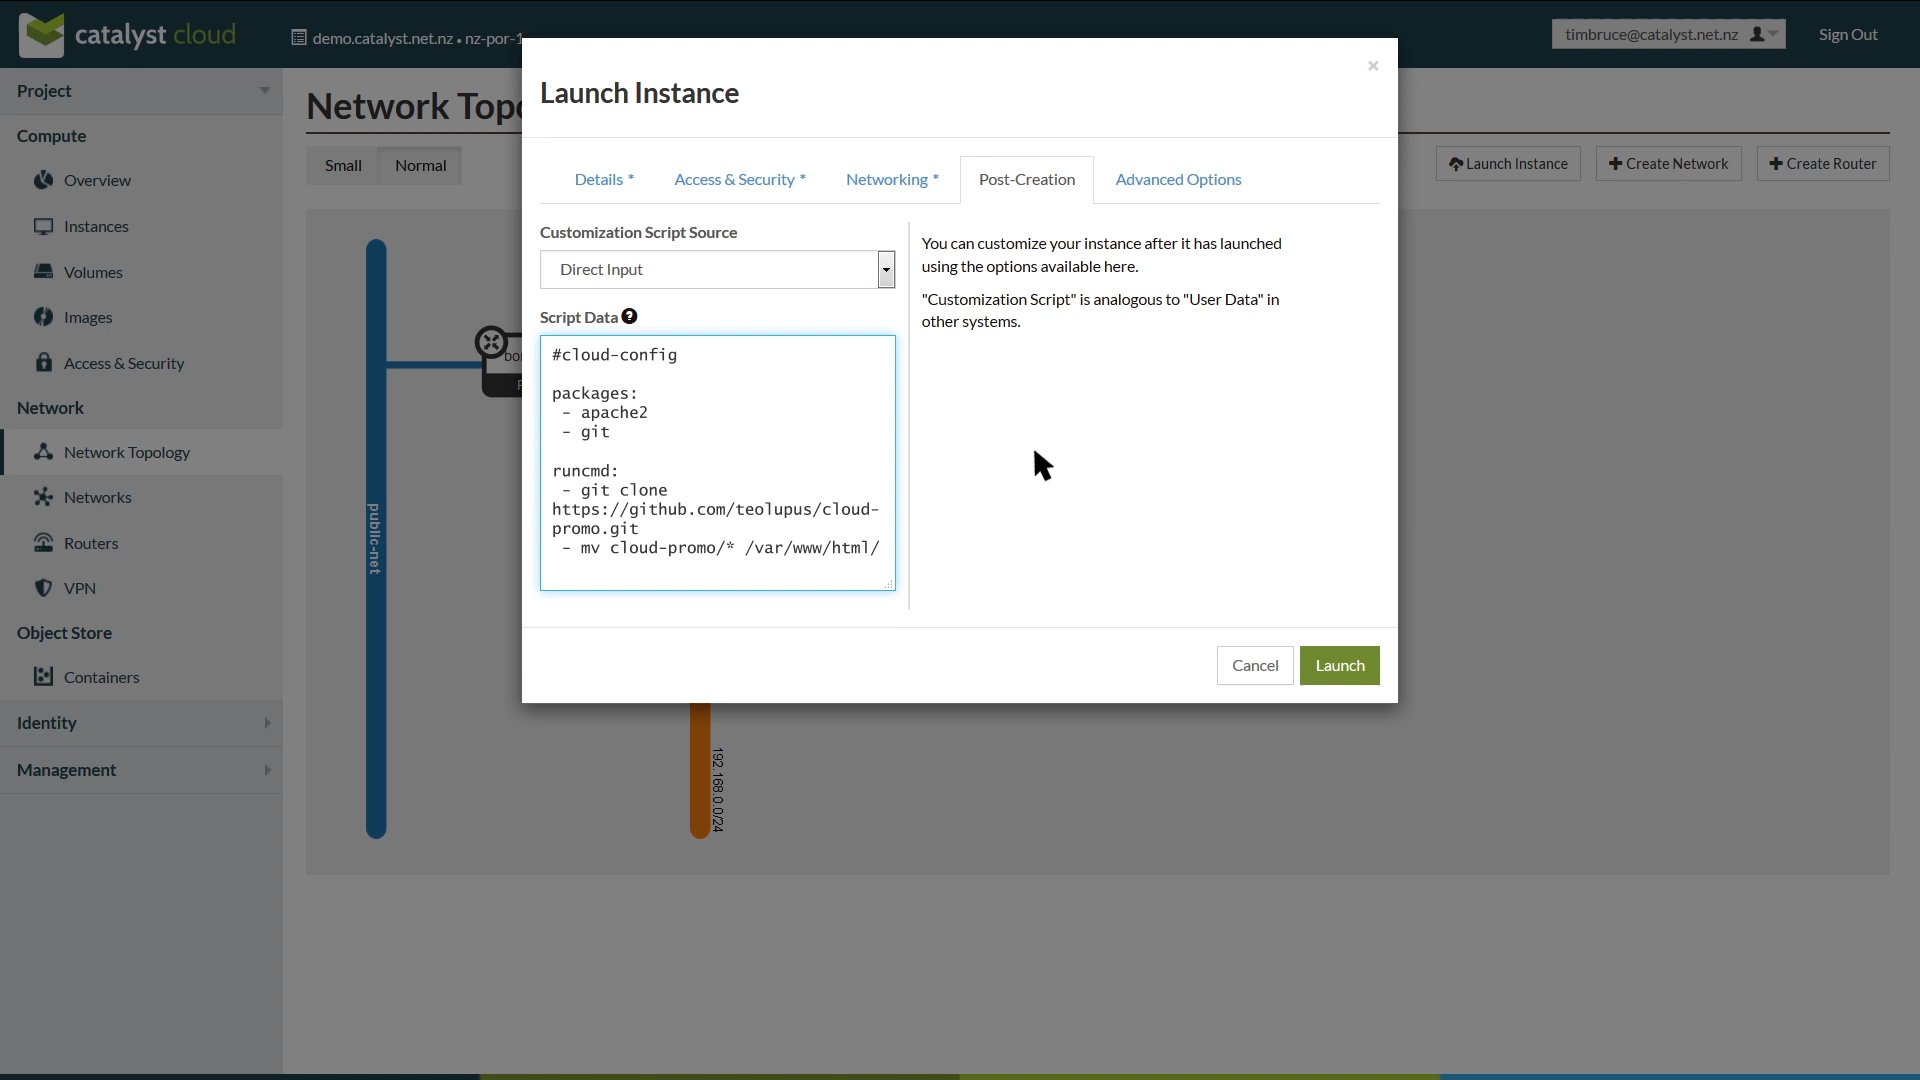 catalyst cloud
demo.catalyst.net.nz • nz-por-1
timbruce@catalyst.net.nz
Sign Out
Project
Compute
Overview
Instances
Volumes
Images
Access & Security
Network
Network Topology
Networks
Routers
VPN
Object Store
Containers
Identity
Management
Network Topo
Small
Normal
Launch Instance
Create Network
Create Router
public-net
bo
192.168.0.0/24
×
Launch Instance
Details *
Access & Security *
Networking *
Post-Creation
Advanced Options
Customization Script Source
Direct Input
Script Data
#cloud-config
packages:
- apache2
- git
runcmd:
- git clone
https://github.com/teolupus/cloud-
promo.git
- mv cloud-promo/* /var/www/html/
You can customize your instance after it has launched
using the options available here.
"Customization Script" is analogous to "User Data" in
other systems.
Cancel
Launch